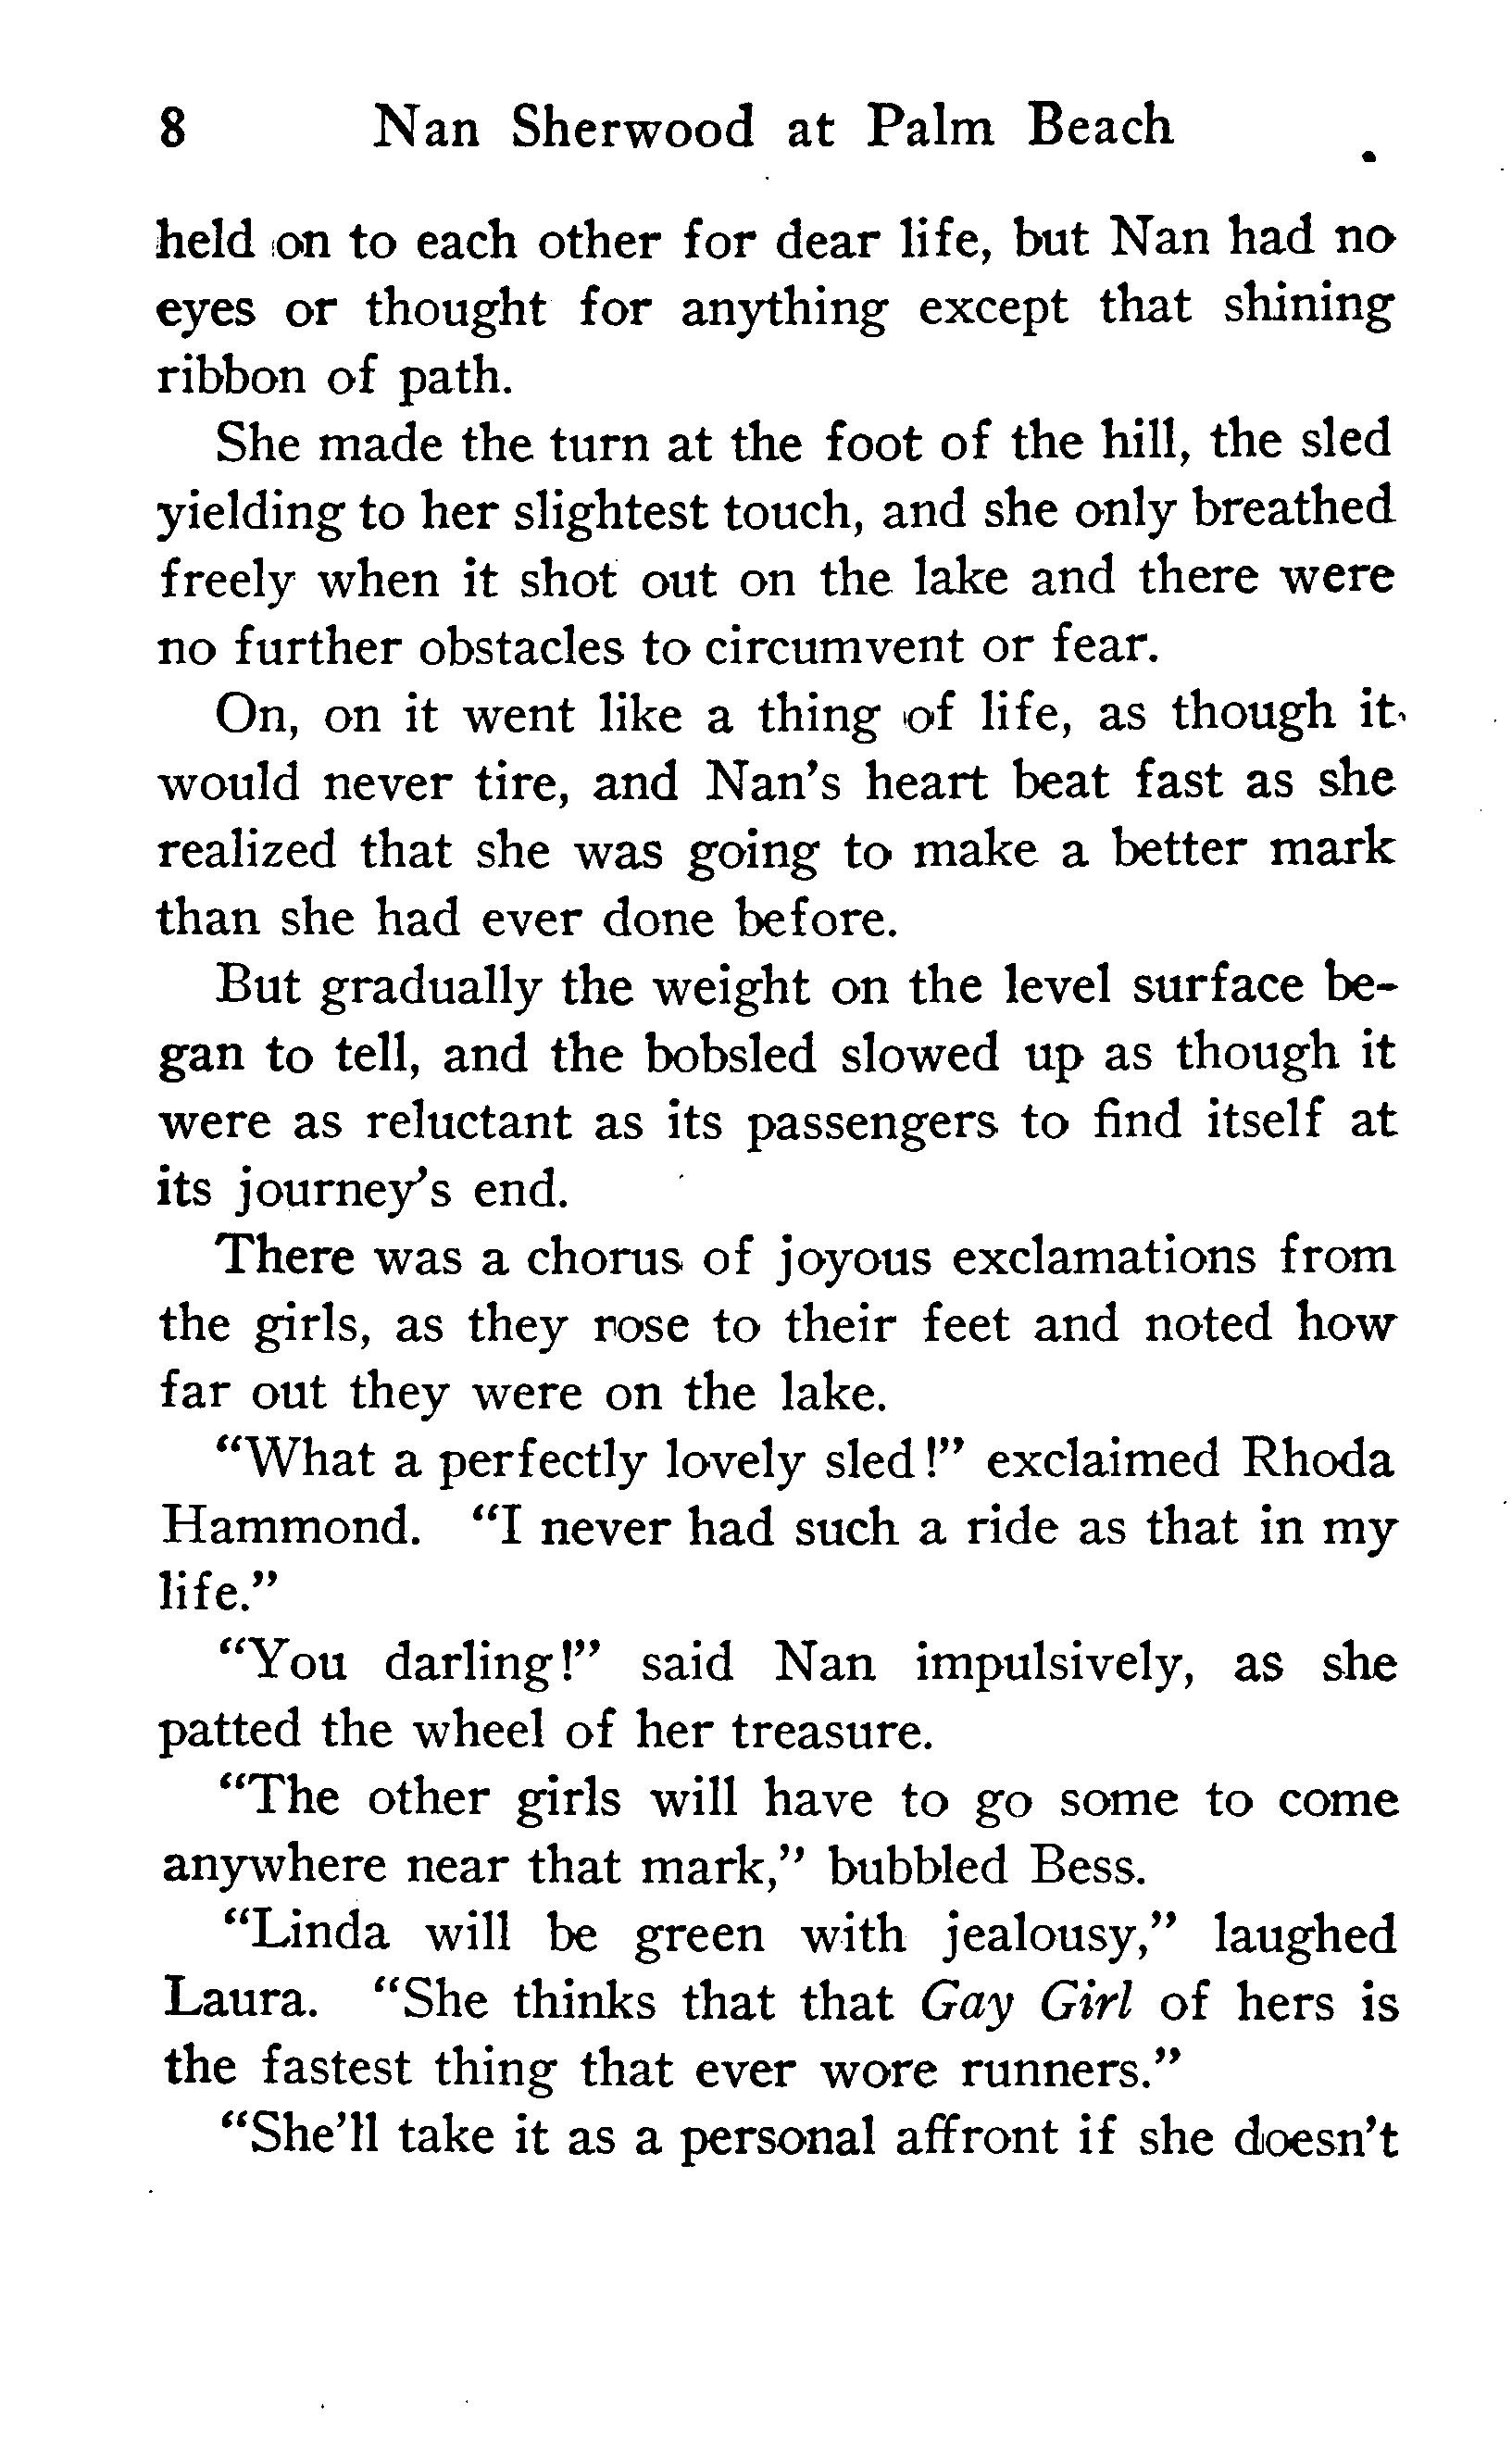 8 Nan Sherwood at Palm Beach
held on to each other for dear life, but Nan had no
eyes or thought for anything except that shining
ribbon of path.
She made the turn at the foot of the hill, the sled
yielding to her slightest touch, and she only breathed
freely when it shot out on the lake and there were
no further obstacles to circumvent or fear.
On, on it went like a thing of life, as though it
would never tire, and Nan's heart beat fast as she
realized that she was going to make a better mark
than she had ever done before.
But gradually the weight on the level surface be-
gan to tell, and the bobsled slowed up as though it
were as reluctant as its passengers to find itself at
its journey's end.
There was a chorus of joyous exclamations from
the girls, as they rose to their feet and noted how
far out they were on the lake.
"What a perfectly lovely sled!" exclaimed Rhoda
Hammond. "I never had such a ride as that in my
life."
"You darling!" said Nan impulsively, as she
patted the wheel of her treasure.
"The other girls will have to go some to come
anywhere near that mark," bubbled Bess.
"Linda will be green with jealousy," laughed
Laura. "She thinks that that Gay Girl of hers is
the fastest thing that ever wore runners."
"She'll take it as a personal affront if she doesn't